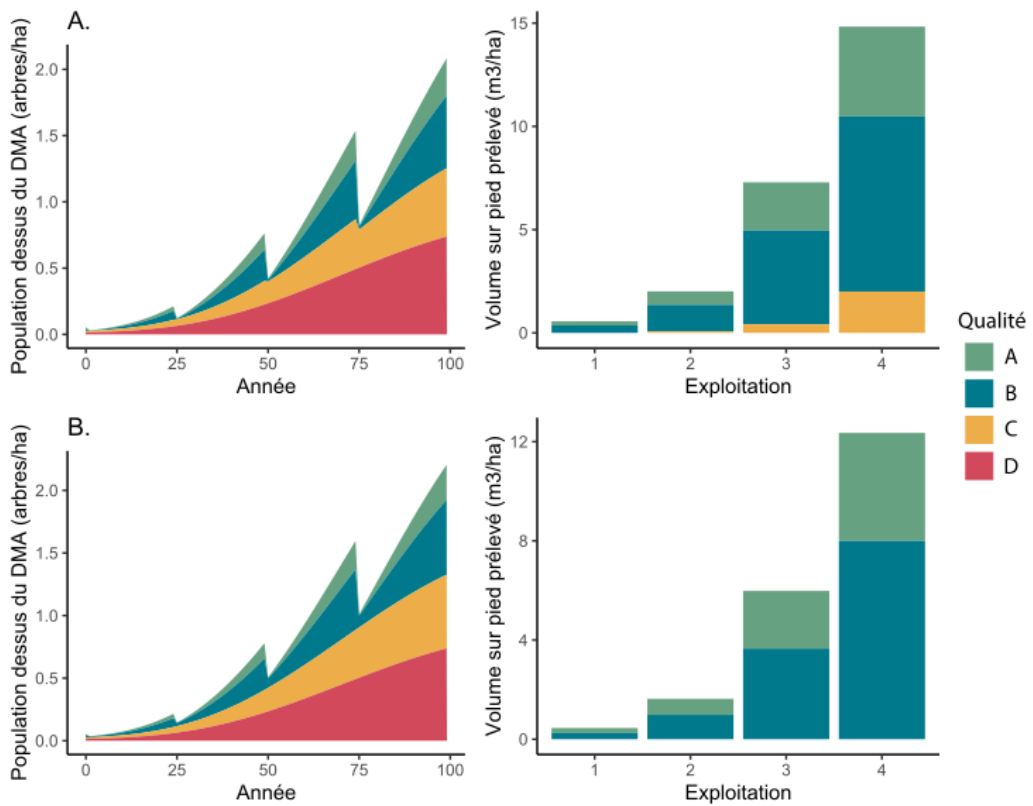 A.
Population dessus du DMA (arbres/ha)
2.0
1.5
1.0
0.5
0.0
0 25 50 75 100
Année
Volume sur pied prélevé (m3/ha)
15
10
5
0
1 2 3 4
Exploitation
Qualité
A
B
C
D
B.
Population dessus du DMA (arbres/ha)
2.0
1.5
1.0
0.5
0.0
0 25 50 75 100
Année
Volume sur pied prélevé (m3/ha)
12
8
4
0
1 2 3 4
Exploitation